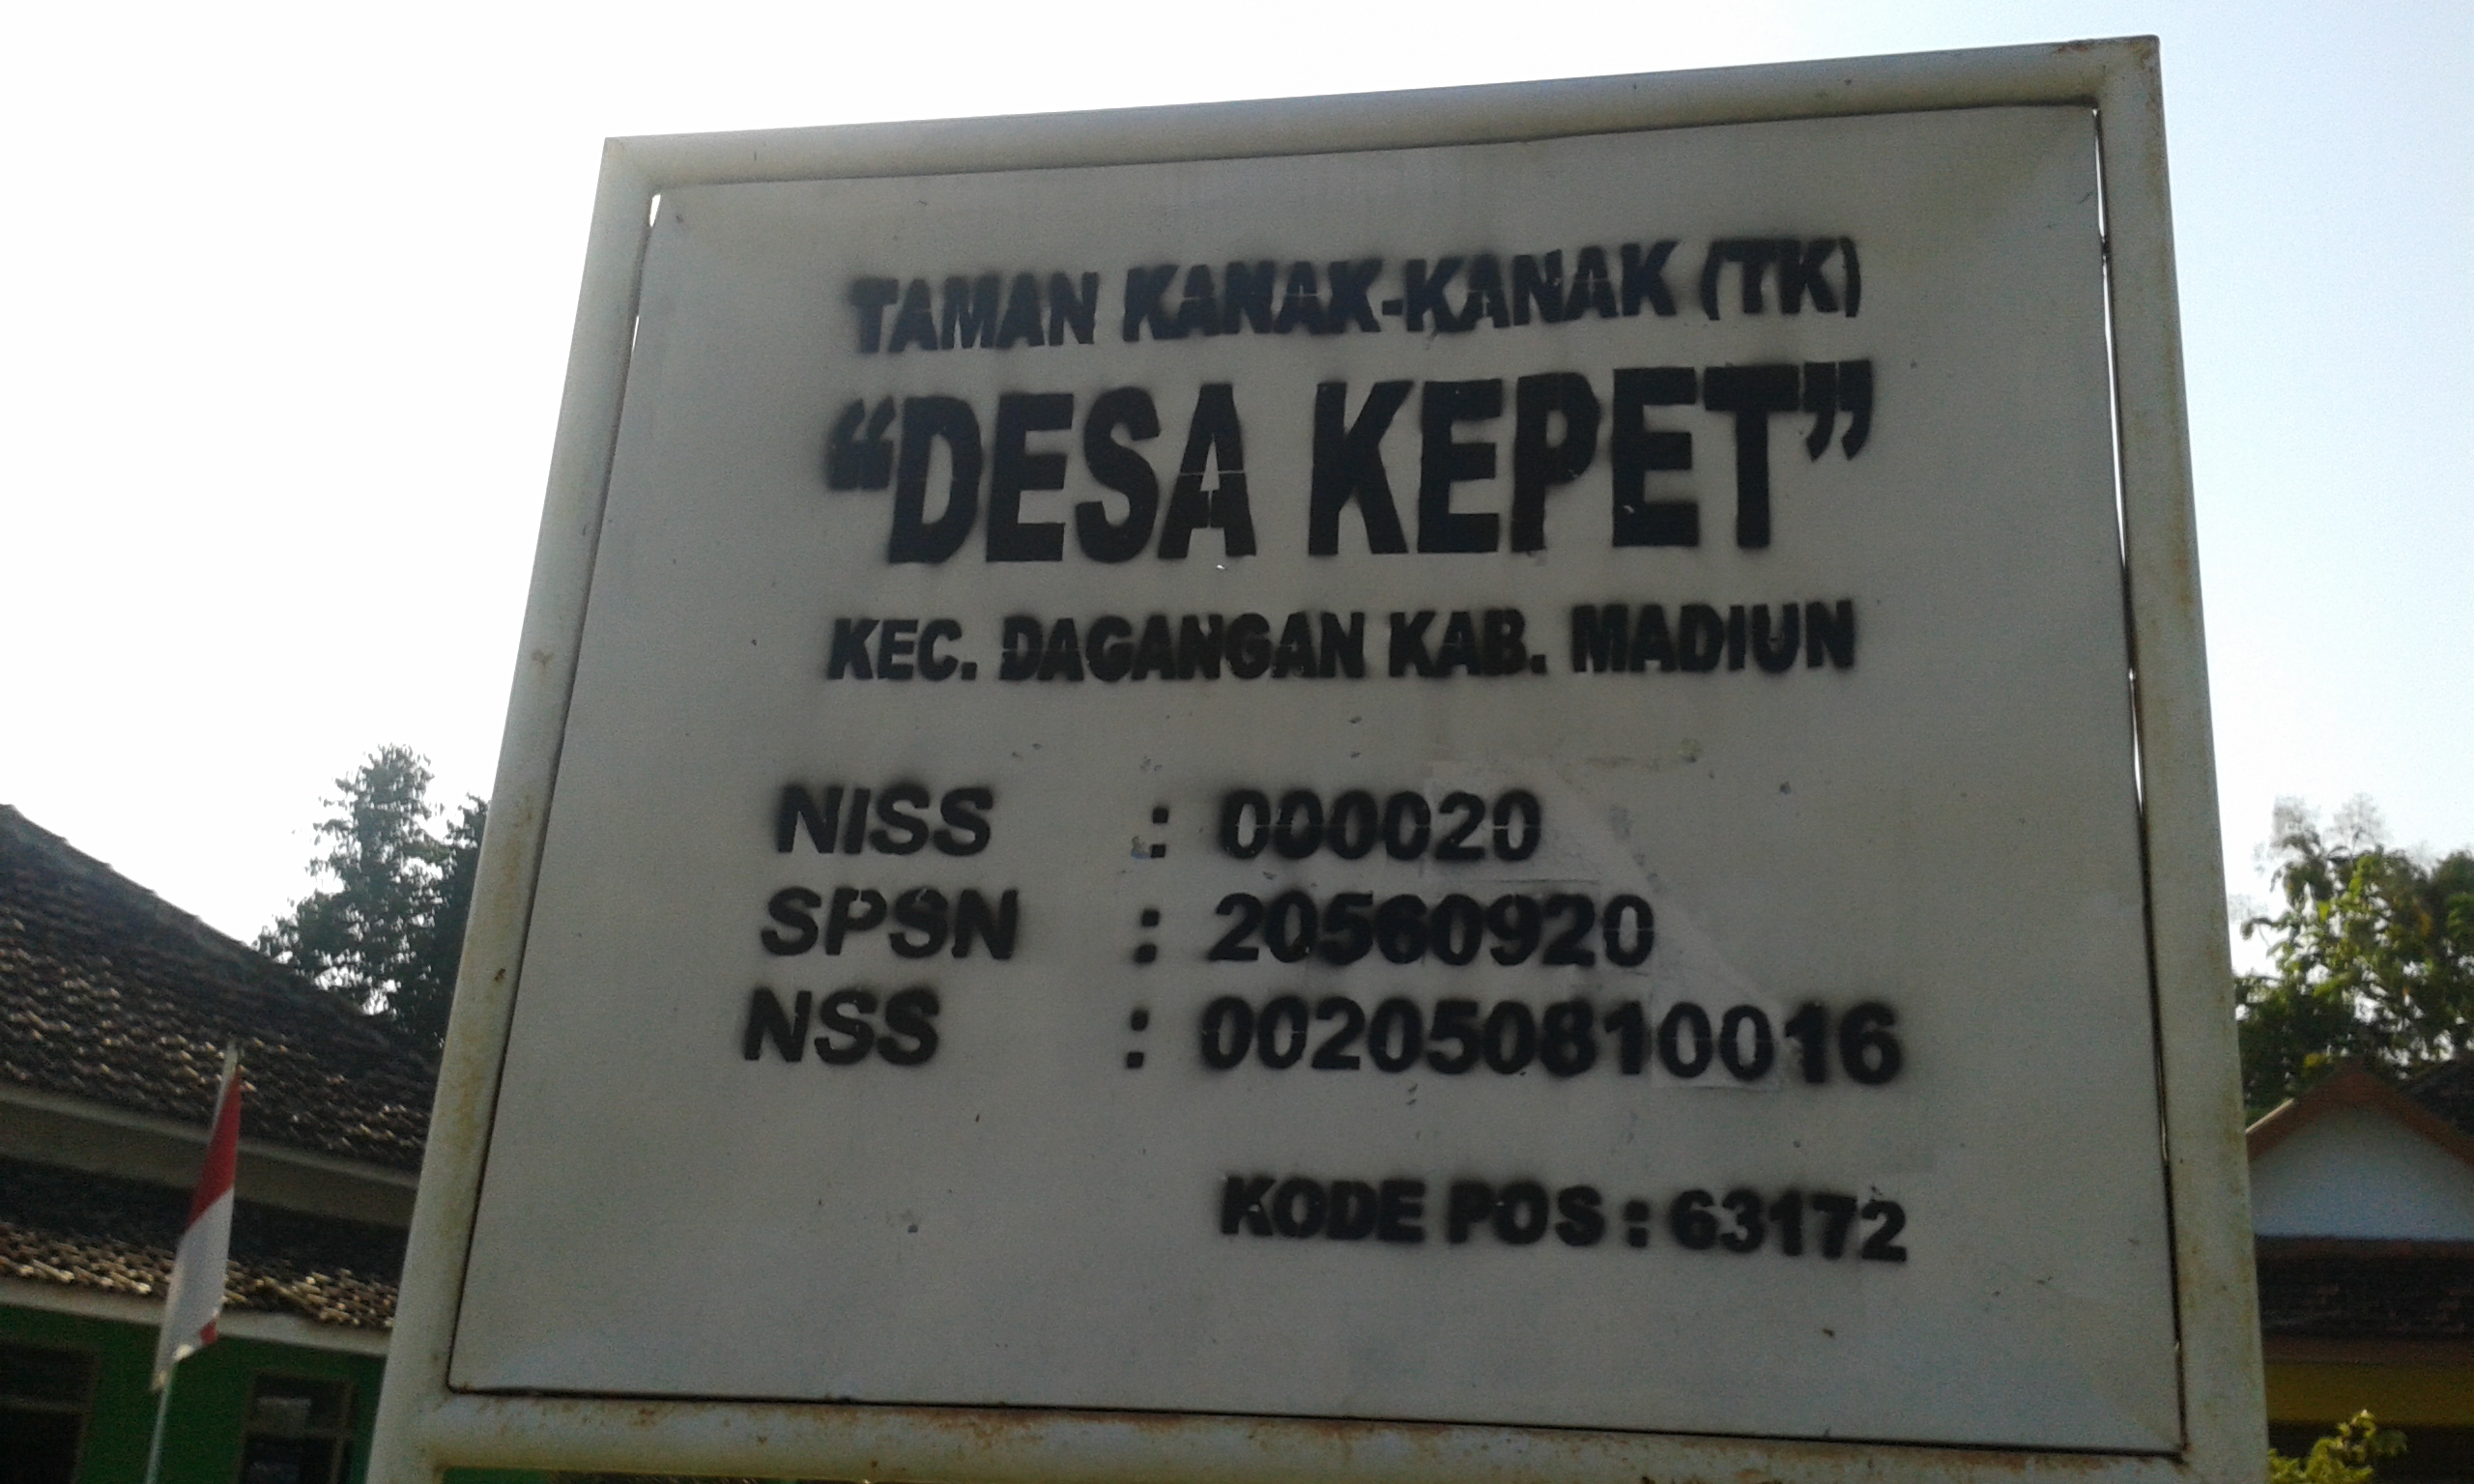 TAMAN KANAK-KANAK (TK)
“DESA KEPET”
KEC. DAGANGAN KAB. MADIUN
NISS : 000020
SPSN : 20560920
NSS : 002050810016
KODE POS : 63172